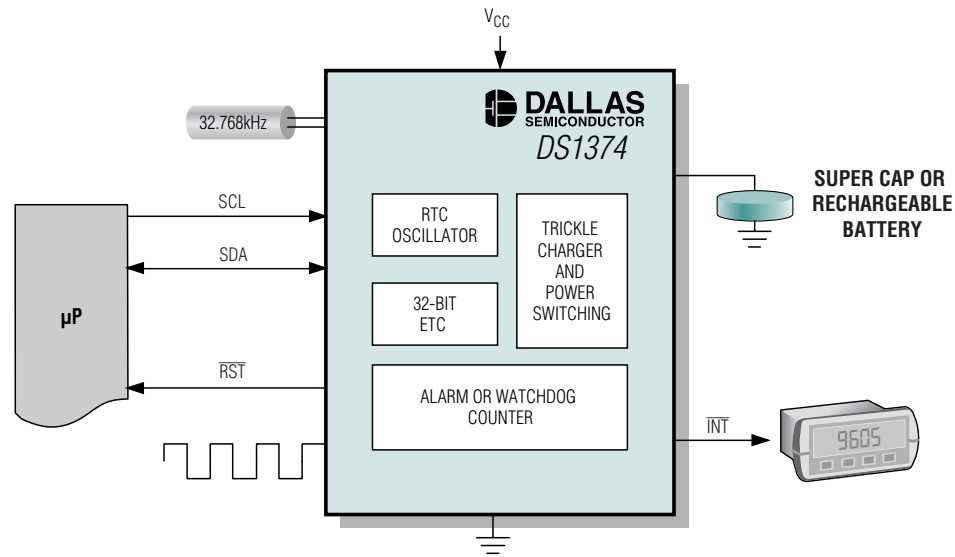 V_CC
DALLAS
SEMICONDUCTOR
DS1374
32.768kHz
SUPER CAP OR
RECHARGEABLE
BATTERY
SCL
SDA
RST
µP
RTC
OSCILLATOR
TRICKLE
CHARGER
AND
POWER
SWITCHING
32-BIT
ETC
ALARM OR WATCHDOG
COUNTER
INT
9605